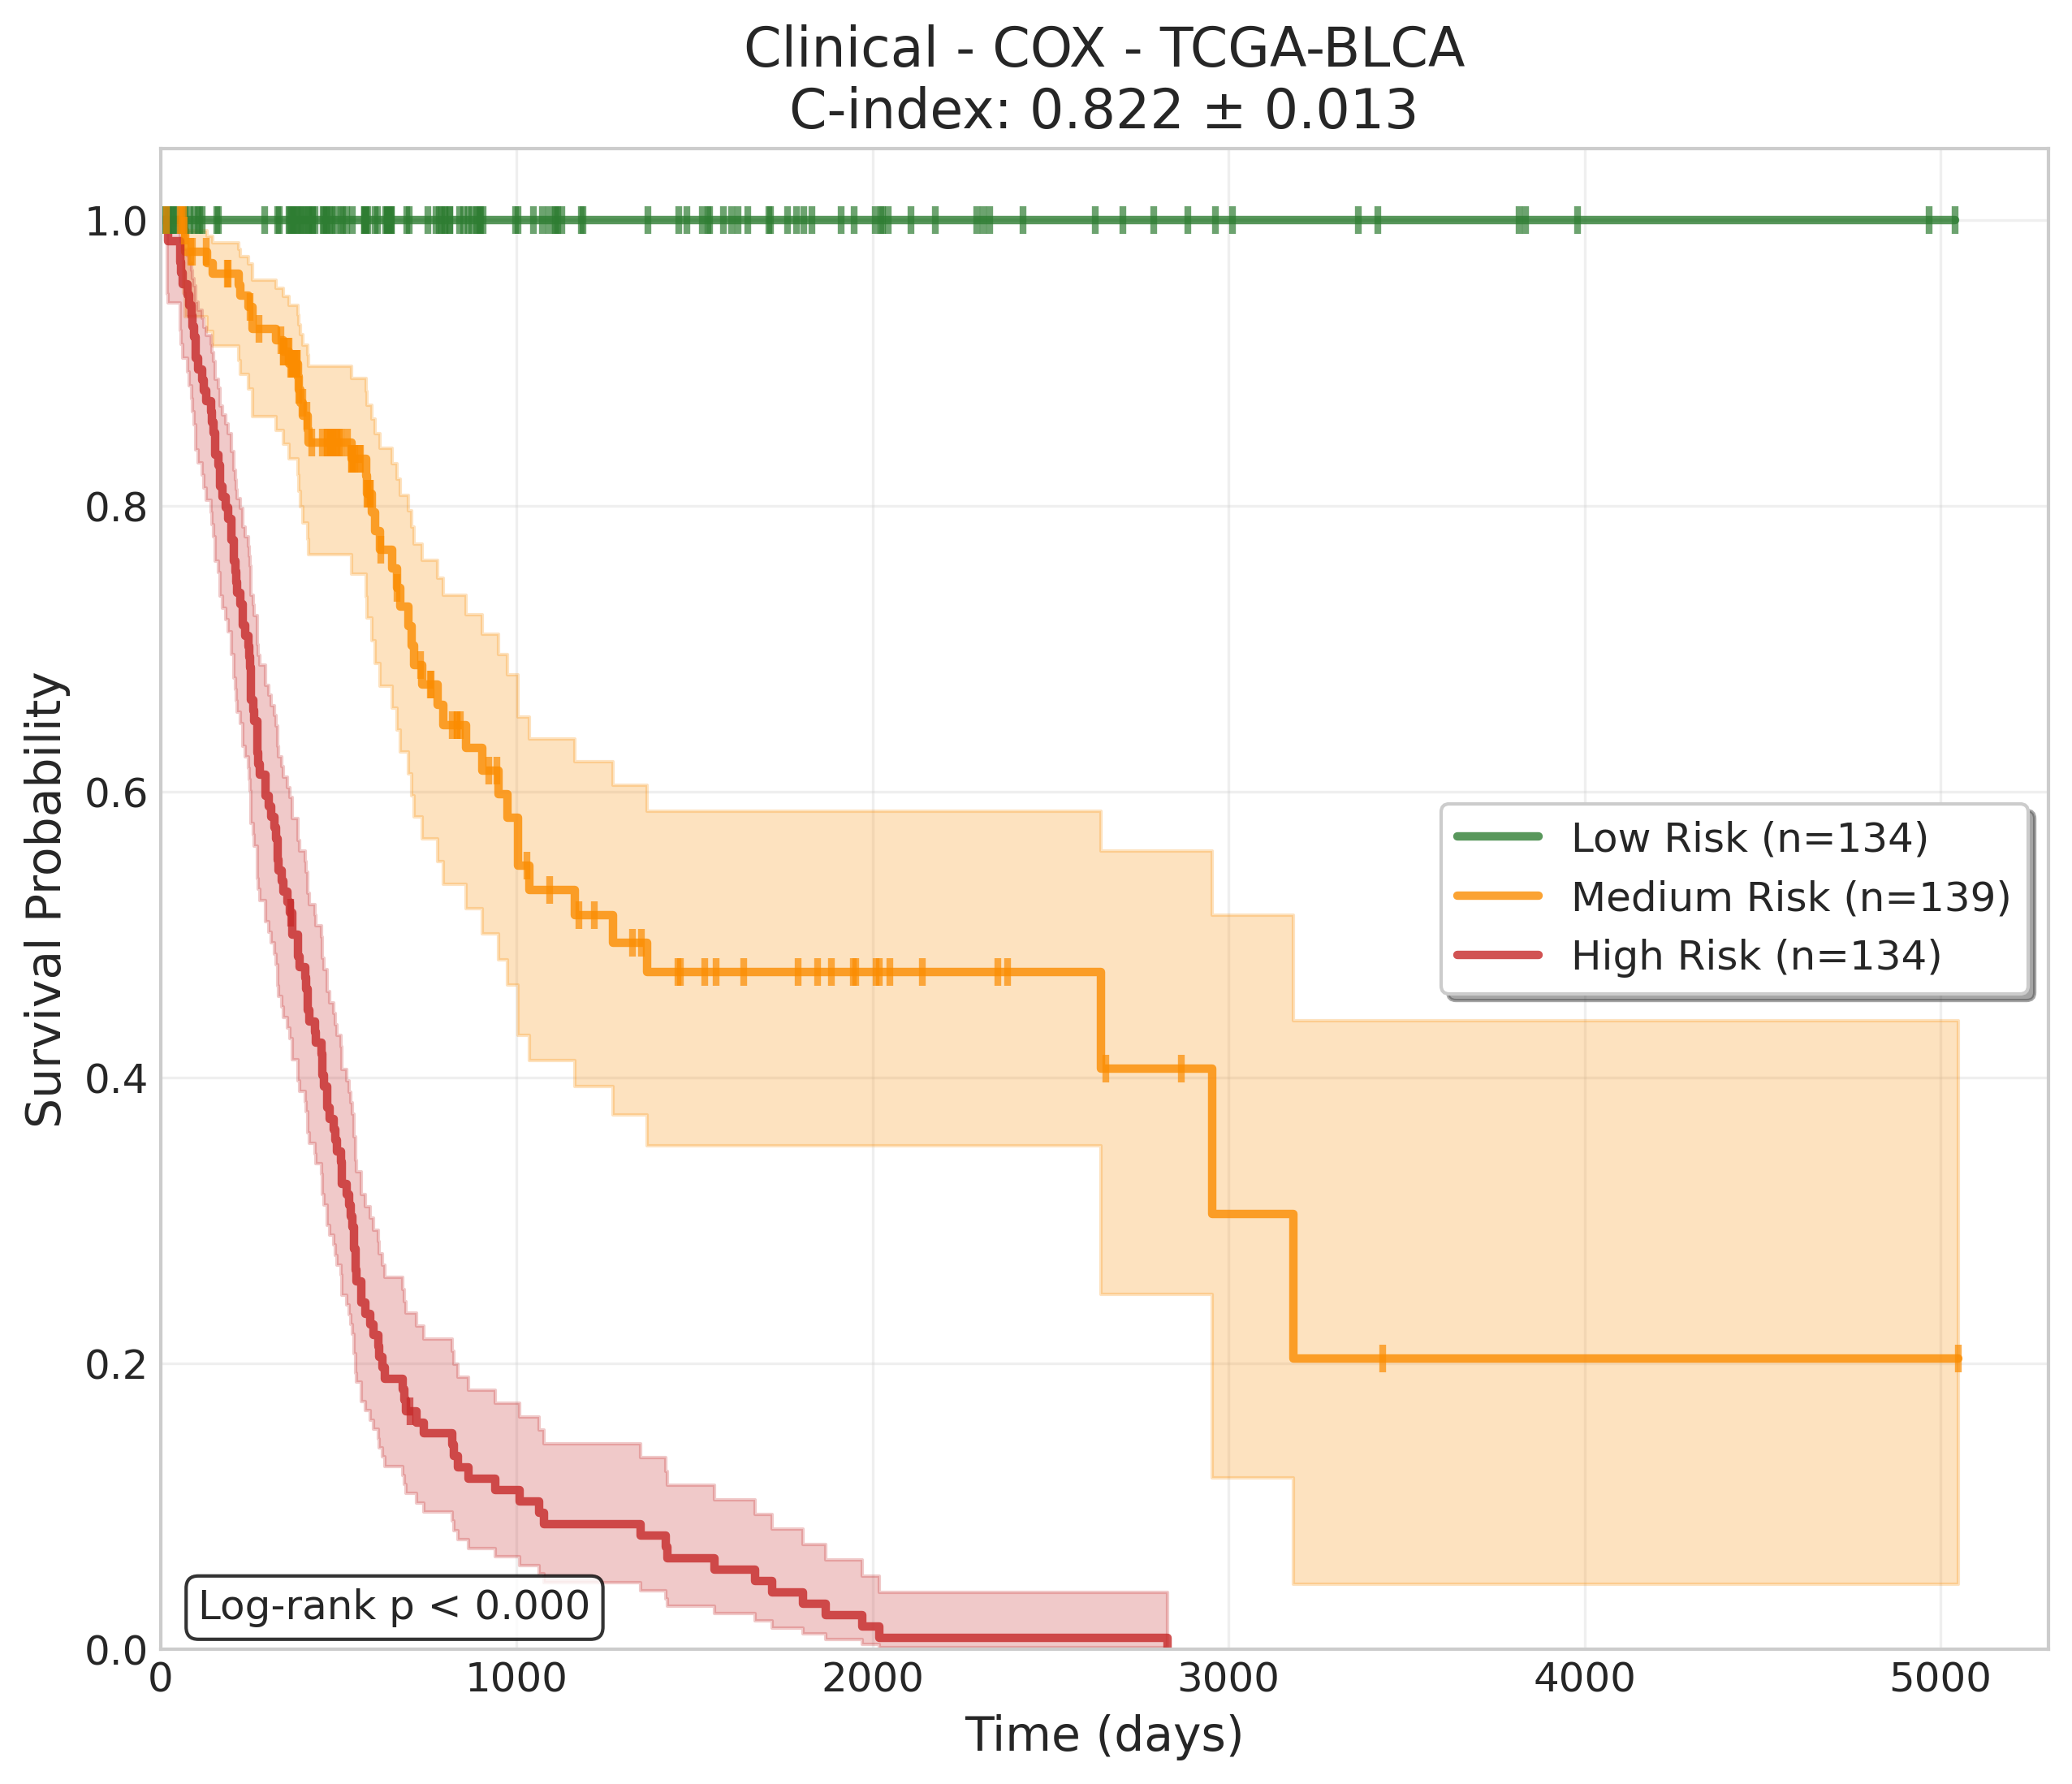 Clinical - COX - TCGA-BLCA
C-index: 0.822 ± 0.013
Survival Probability
1.0
0.8
0.6
0.4
0.2
0.0
Low Risk (n=134)
Medium Risk (n=139)
High Risk (n=134)
Log-rank p < 0.000
0 1000 2000 3000 4000 5000
Time (days)